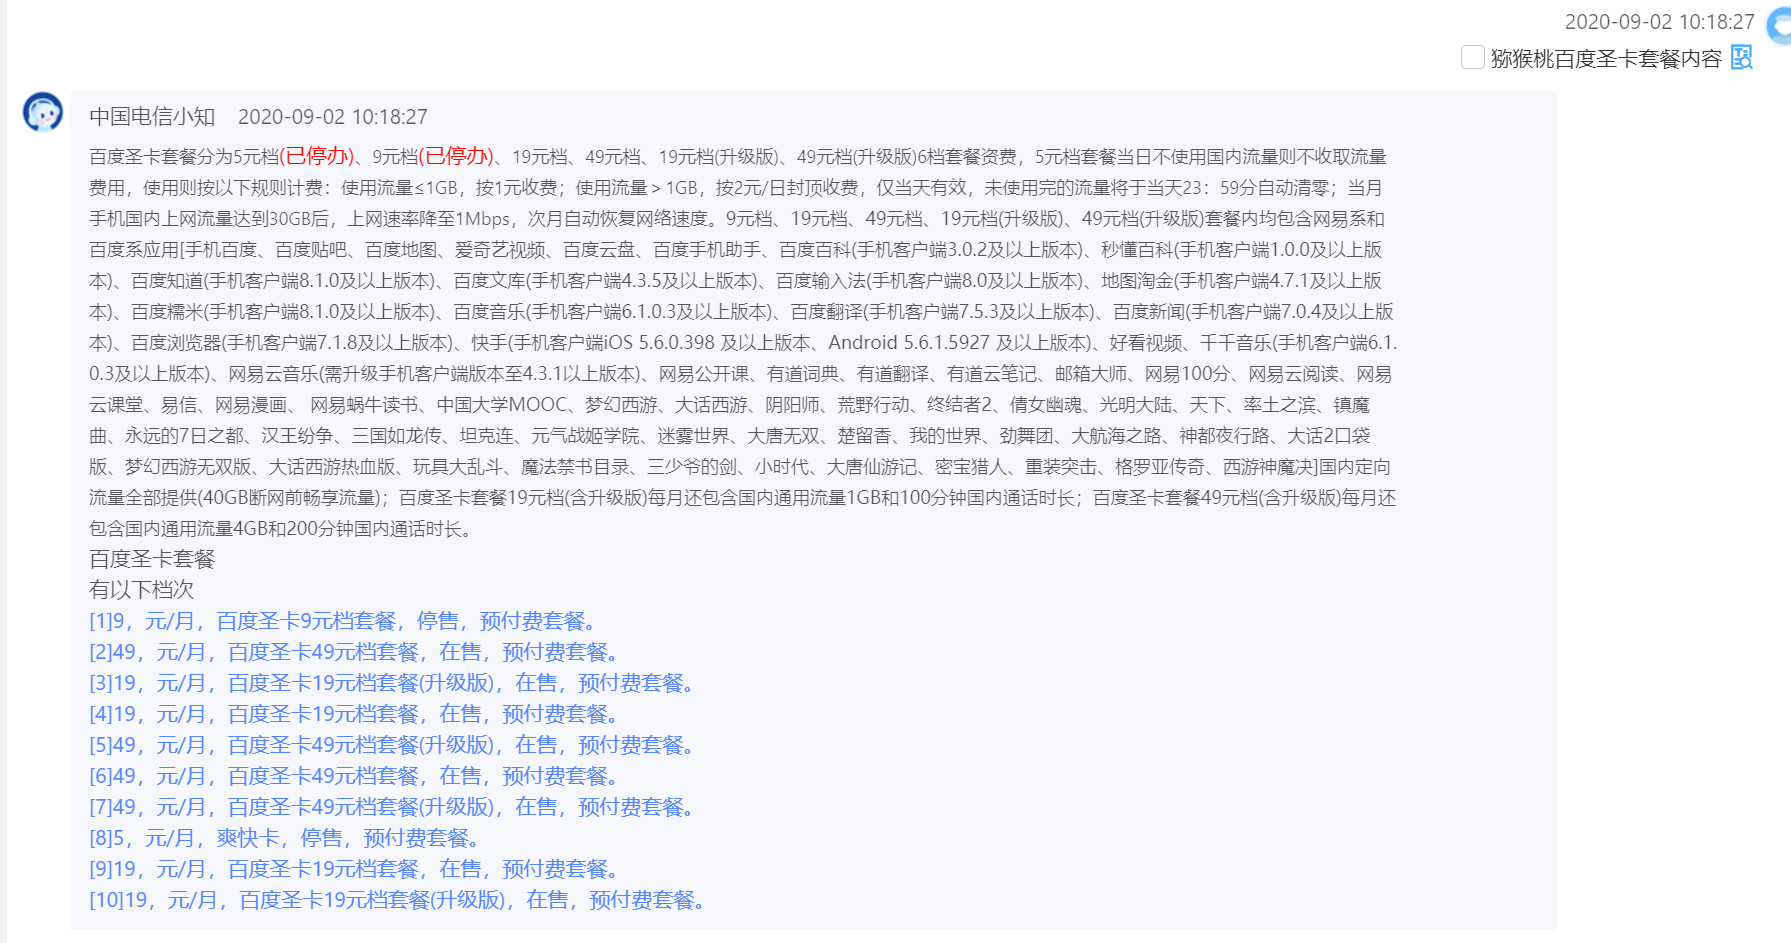 2020-09-02 10:18:27
猕猴桃百度圣卡套餐内容
中国电信小知 2020-09-02 10:18:27
百度圣卡套餐分为5元档(已停办)、9元档(已停办)、19元档、49元档、19元档(升级版)、49元档(升级版)6档套餐资费，5元档套餐当日不使用国内流量则不收取流量
费用，使用则按以下规则计费：使用流量≤1GB，按1元收费；使用流量＞1GB，按2元/日封顶收费，仅当天有效，未使用完的流量将于当天23：59分自动清零；当月
手机国内上网流量达到30GB后，上网速率降至1Mbps，次月自动恢复网络速度。9元档、19元档、49元档、19元档(升级版)、49元档(升级版)套餐内均包含网易系和
百度系应用[手机百度、百度贴吧、百度地图、爱奇艺视频、百度云盘、百度手机助手、百度百科(手机客户端3.0.2及以上版本)、秒懂百科(手机客户端1.0.0及以上版
本)、百度知道(手机客户端8.1.0及以上版本)、百度文库(手机客户端4.3.5及以上版本)、百度输入法(手机客户端8.0及以上版本)、地图淘金(手机客户端4.7.1及以上版
本)、百度糯米(手机客户端8.1.0及以上版本)、百度音乐(手机客户端6.1.0.3及以上版本)、百度翻译(手机客户端7.5.3及以上版本)、百度新闻(手机客户端7.0.4及以上版
本)、百度浏览器(手机客户端7.1.8及以上版本)、快手(手机客户端iOS 5.6.0.398 及以上版本、Android 5.6.1.5927 及以上版本)、好看视频、千千音乐(手机客户端6.1.
0.3及以上版本)、网易云音乐(需升级手机客户端版本至4.3.1以上版本)、网易公开课、有道词典、有道翻译、有道云笔记、邮箱大师、网易100分、网易云阅读、网易
云课堂、易信、网易漫画、 网易蜗牛读书、中国大学MOOC、梦幻西游、大话西游、阴阳师、荒野行动、终结者2、倩女幽魂、光明大陆、天下、率土之滨、镇魔
曲、永远的7日之都、汉王纷争、三国如龙传、坦克连、元气战姬学院、迷雾世界、大唐无双、楚留香、我的世界、劲舞团、大航海之路、神都夜行路、大话2口袋
版、梦幻西游无双版、大话西游热血版、玩具大乱斗、魔法禁书目录、三少爷的剑、小时代、大唐仙游记、密宝猎人、重装突击、格罗亚传奇、西游神魔决]国内定向
流量全部提供(40GB断网前畅享流量)；百度圣卡套餐19元档(含升级版)每月还包含国内通用流量1GB和100分钟国内通话时长；百度圣卡套餐49元档(含升级版)每月还
包含国内通用流量4GB和200分钟国内通话时长。
百度圣卡套餐
有以下档次
[1]9，元/月，百度圣卡9元档套餐，停售，预付费套餐。
[2]49，元/月，百度圣卡49元档套餐，在售，预付费套餐。
[3]19，元/月，百度圣卡19元档套餐(升级版)，在售，预付费套餐。
[4]19，元/月，百度圣卡19元档套餐，在售，预付费套餐。
[5]49，元/月，百度圣卡49元档套餐(升级版)，在售，预付费套餐。
[6]49，元/月，百度圣卡49元档套餐，在售，预付费套餐。
[7]49，元/月，百度圣卡49元档套餐(升级版)，在售，预付费套餐。
[8]5，元/月，爽快卡，停售，预付费套餐。
[9]19，元/月，百度圣卡19元档套餐，在售，预付费套餐。
[10]19，元/月，百度圣卡19元档套餐(升级版)，在售，预付费套餐。